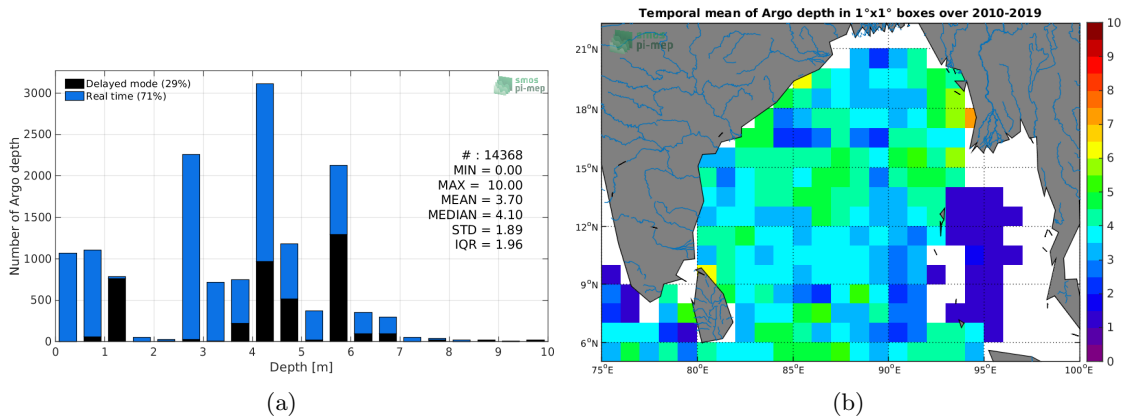 Delayed mode (29%)
Real time (71%)
smos
pi-mep
# : 14368
MIN = 0.00
MAX = 10.00
MEAN = 3.70
MEDIAN = 4.10
STD = 1.89
IQR = 1.96
Number of Argo depth
3000
2500
2000
1500
1000
500
0
0 1 2 3 4 5 6 7 8 9 10
Depth [m]
(a)
Temporal mean of Argo depth in 1°x1° boxes over 2010-2019
smos
pi-mep
21°N
18°N
15°N
12°N
9°N
6°N
75°E 80°E 85°E 90°E 95°E 100°E
10
9
8
7
6
5
4
3
2
1
0
(b)